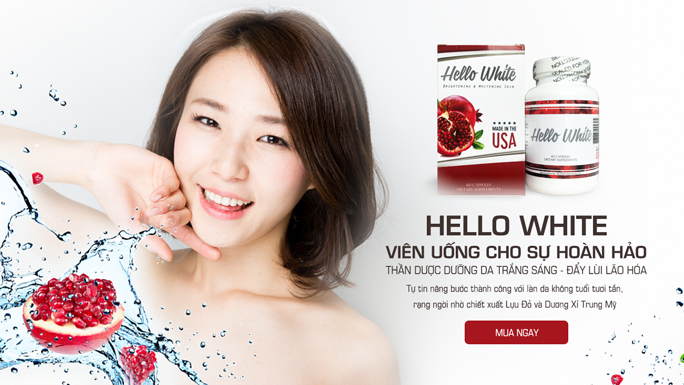 Hello White
BRIGHTENING & WHITENING SKIN
MADE IN THE
USA
Hello White
HELLO WHITE
VIÊN UỐNG CHO SỰ HOÀN HẢO
THẦN DƯỢC DƯỠNG DA TRẮNG SÁNG - ĐẨY LÙI LÃO HÓA
Tự tin nâng bước thành công với làn da không tuổi tươi tắn,
rạng ngời nhờ chiết xuất Lựu Đỏ và Dương Xỉ Trung Mỹ
MUA NGAY